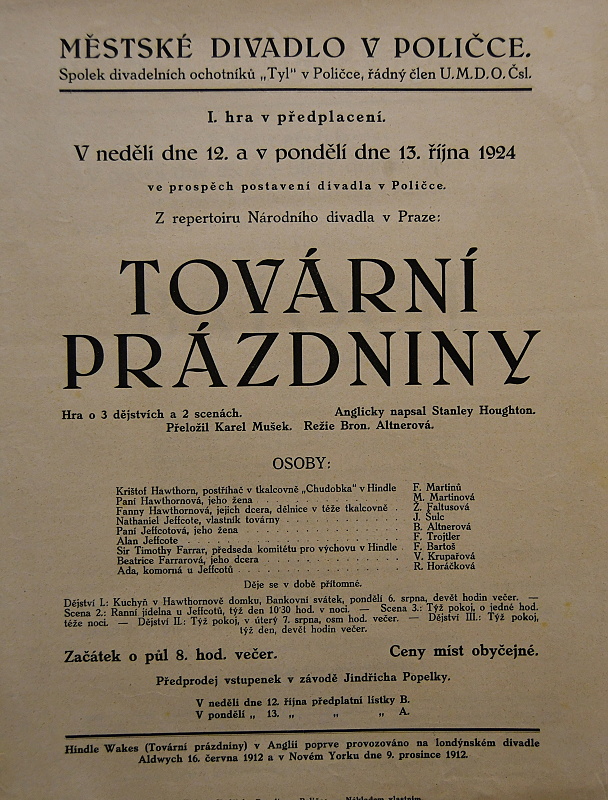 MĚSTSKÉ DIVADLO V POLIČCE.
Spolek divadelních ochotníků „Tyl" v Poličce, řádný člen U.M.D.O.Čsl.
I. hra v předplacení.
V neděli dne 12. a v pondělí dne 13. října 1924
ve prospěch postavení divadla v Poličce.
Z repertoiru Národního divadla v Praze:
TOVÁRNÍ
PRÁZDNINY
Hra o 3 dějstvích a 2 scenách. Anglicky napsal Stanley Houghton.
Přeložil Karel Mušek. Režie Bron. Altnerová.
OSOBY:
Krištof Hawthorn, postřihač v tkalcovně „Chudobka" v Hindle F. Martinů
Paní Hawthornová, jeho žena M. Martinová
Fanny Hawthornová, jejich dcera, dělnice v téže tkalcovně Z. Faltusová
Nathaniel Jeffcote, vlastník továrny J. Šulc
Paní Jeffcotová, jeho žena B. Altnerová
Alan Jeffcote F. Trojtler
Sir Timothy Farrar, předseda komitétu pro výchovu v Hindle F. Bartoš
Beatrice Farrarová, jeho dcera V. Krupařová
Ada, komorná u Jeffcotů R. Horáčková
Děje se v době přítomné.
Dějství I.: Kuchyň v Hawthornově domku, Bankovní svátek, pondělí 6. srpna, devět hodin večer. —
Scena 2.: Ranní jídelna u Jeffcotů, týž den 10·30 hod. v noci. — Scena 3.: Týž pokoj, o jedné hod.
téže noci. — Dějství II.: Týž pokoj, v úterý 7. srpna, osm hod. večer. — Dějství III.: Týž pokoj,
týž den, devět hodin večer.
Začátek o půl 8. hod. večer. Ceny míst obyčejné.
Předprodej vstupenek v závodě Jindřicha Popelky.
V neděli dne 12. října předplatní lístky B.
V pondělí „ 13. „ „ „ A.
Hindle Wakes (Tovární prázdniny) v Anglii poprve provozováno na londýnském divadle
Aldwych 16. června 1912 a v Novém Yorku dne 9. prosince 1912.